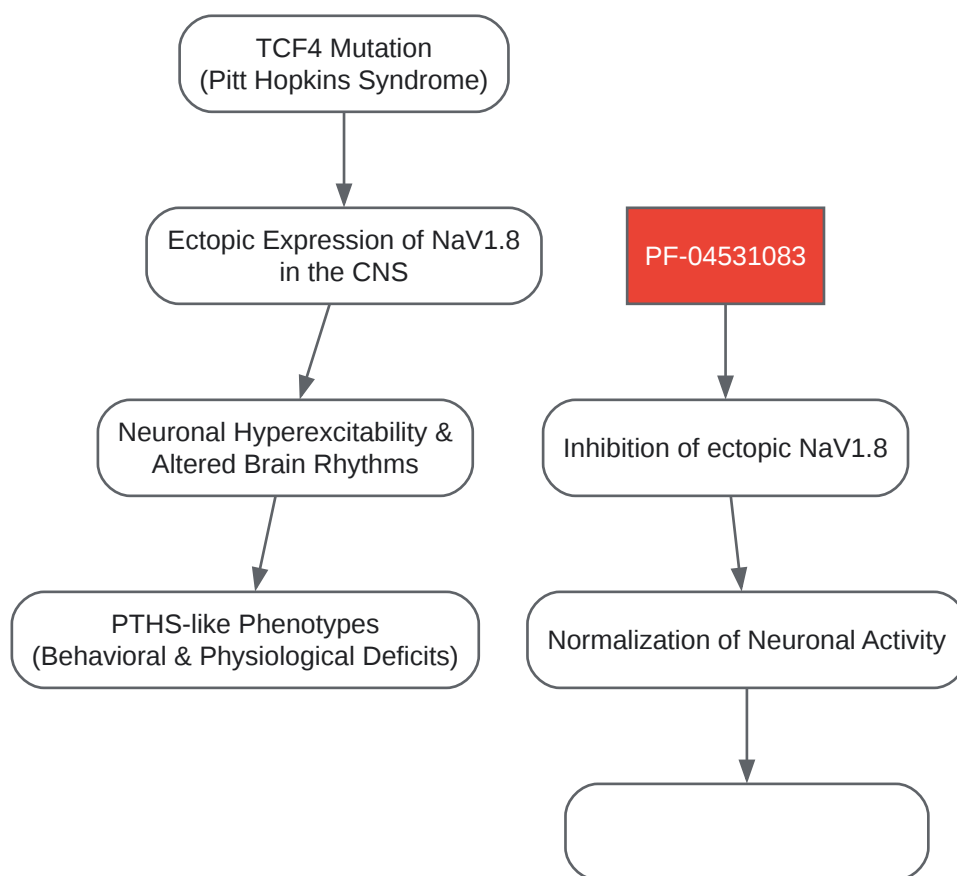 TCF4 Mutation
(Pitt Hopkins Syndrome)
Ectopic Expression of NaV1.8
in the CNS
PF-04531083
Neuronal Hyperexcitability &
Altered Brain Rhythms
Inhibition of ectopic NaV1.8
PTHS-like Phenotypes
(Behavioral & Physiological Deficits)
Normalization of Neuronal Activity